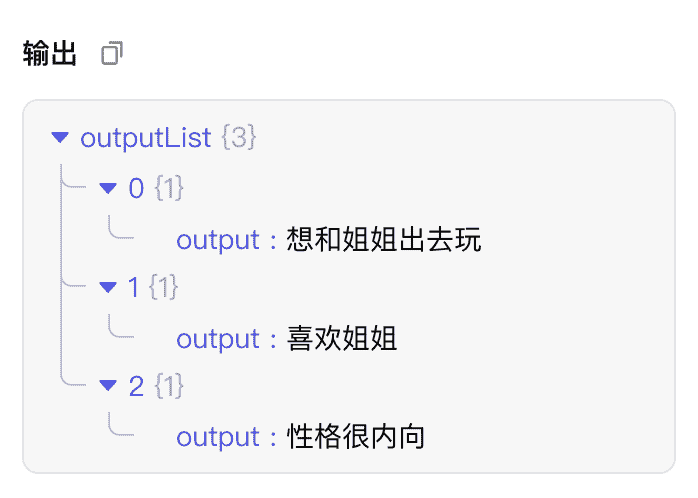 输出
outputList {3}
0 {1}
output : 想和姐姐出去玩
1 {1}
output : 喜欢姐姐
2 {1}
output : 性格很内向